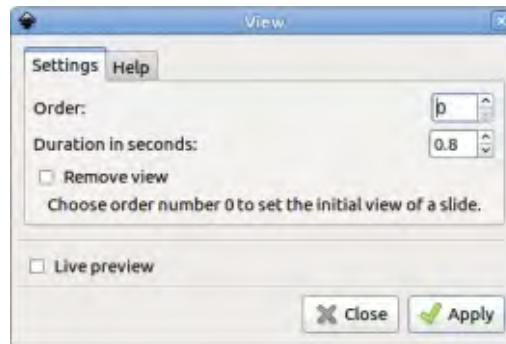 View
Settings Help
Order: 0
Duration in seconds: 0.8
Remove view
Choose order number 0 to set the initial view of a slide.
Live preview
Close Apply